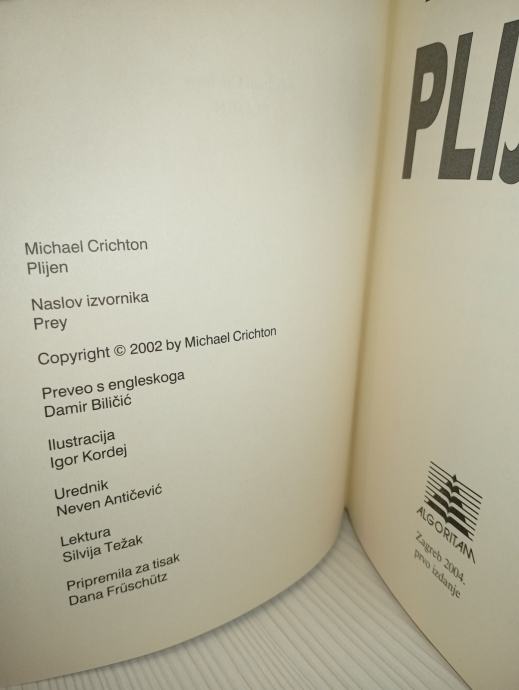 Michael Crichton
Plijen
Naslov izvornika
Prey
Copyright © 2002 by Michael Crichton
Preveo s engleskoga
Damir Biličić
Ilustracija
Igor Kordej
Urednik
Neven Antičević
Lektura
Silvija Težak
Pripremila za tisak
Dana Früschütz
PLIJ
ALGORITAM
Zagreb 2004.
prvo izdanje